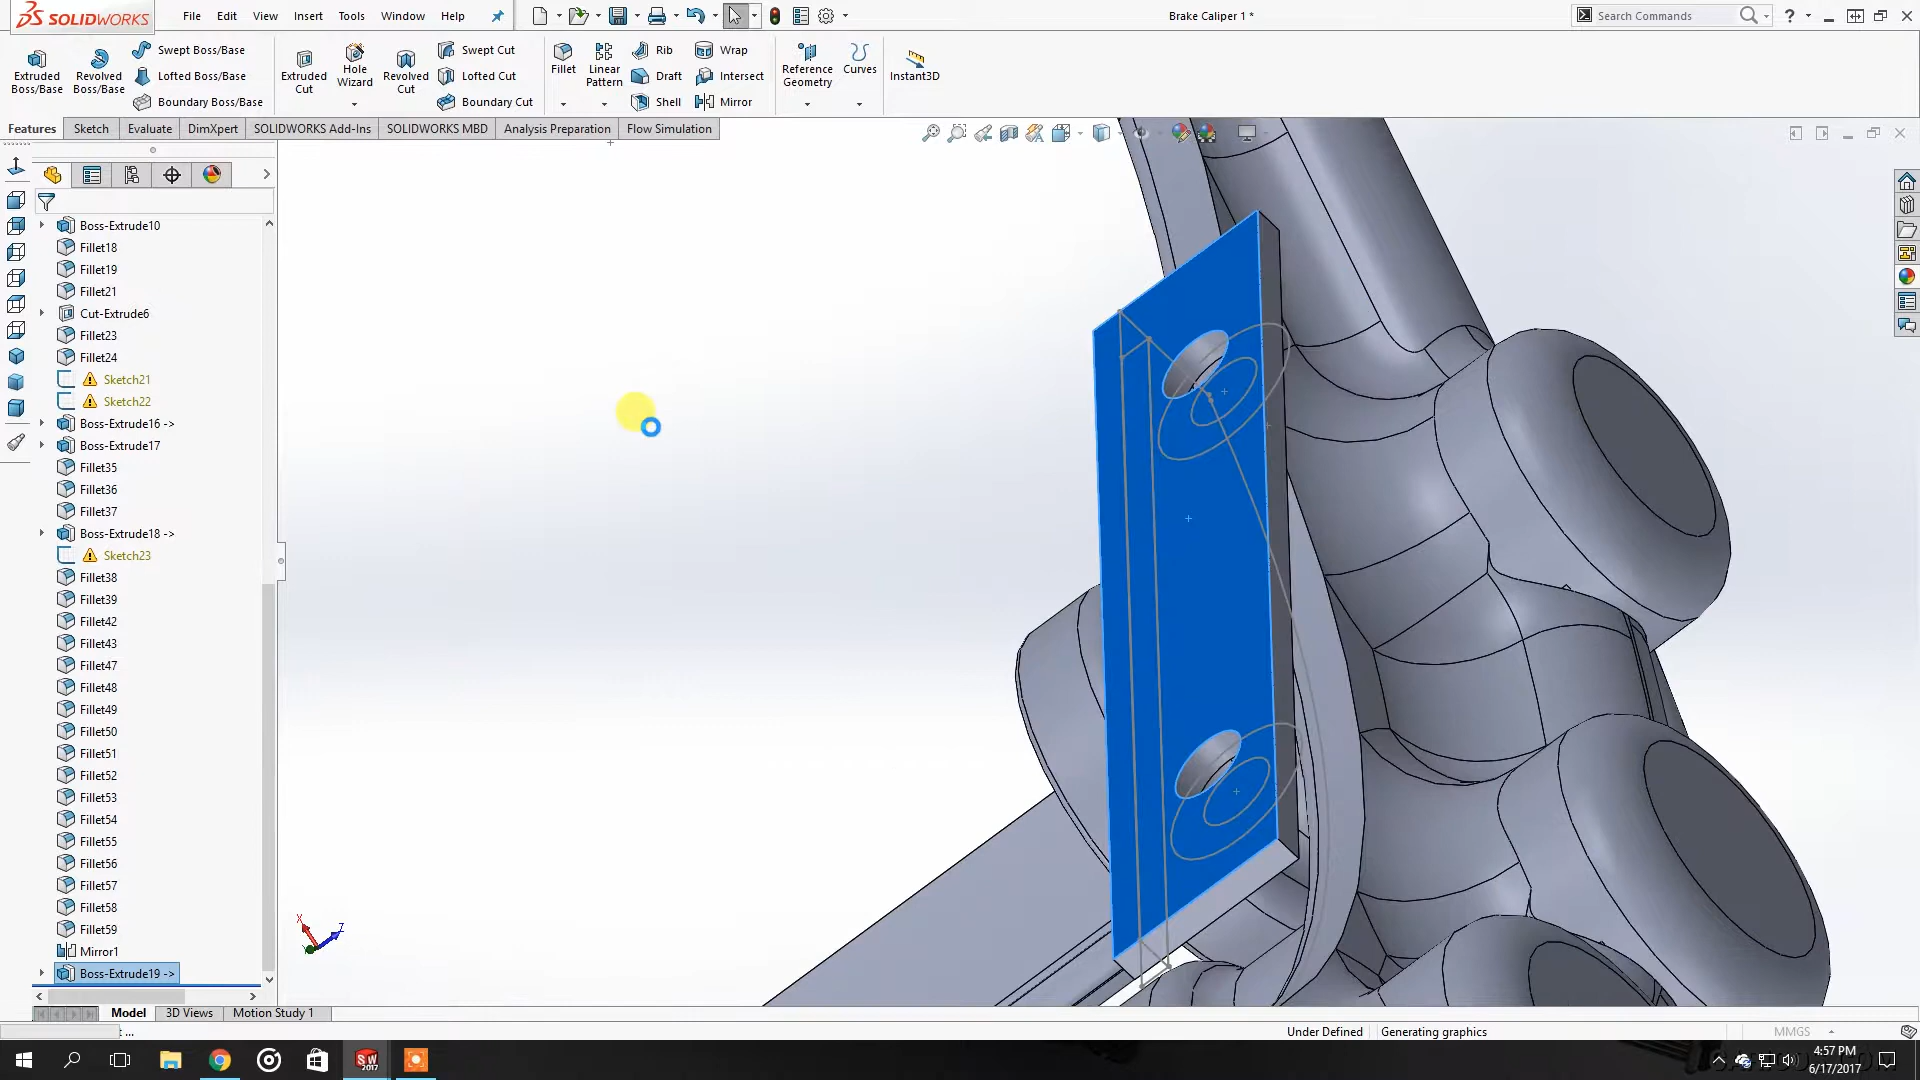 SOLIDWORKS
File Edit View Insert Tools Window Help
Brake Caliper 1 *
Search Commands
Extruded Boss/Base
Revolved Boss/Base
Swept Boss/Base
Lofted Boss/Base
Boundary Boss/Base
Extruded Cut
Hole Wizard
Revolved Cut
Swept Cut
Lofted Cut
Boundary Cut
Fillet
Linear Pattern
Rib
Draft
Shell
Wrap
Intersect
Mirror
Reference Geometry
Curves
Instant3D
Features Sketch Evaluate DimXpert SOLIDWORKS Add-Ins SOLIDWORKS MBD Analysis Preparation Flow Simulation
Boss-Extrude10
Fillet18
Fillet19
Fillet21
Cut-Extrude6
Fillet23
Fillet24
Sketch21
Sketch22
Boss-Extrude16 ->
Boss-Extrude17
Fillet35
Fillet36
Fillet37
Boss-Extrude18 ->
Sketch23
Fillet38
Fillet39
Fillet42
Fillet43
Fillet47
Fillet48
Fillet49
Fillet50
Fillet51
Fillet52
Fillet53
Fillet54
Fillet55
Fillet56
Fillet57
Fillet58
Fillet59
Mirror1
Boss-Extrude19 ->
X
Z
Model 3D Views Motion Study 1
Under Defined Generating graphics MMGS
SW 2017
4:57 PM
6/17/2017